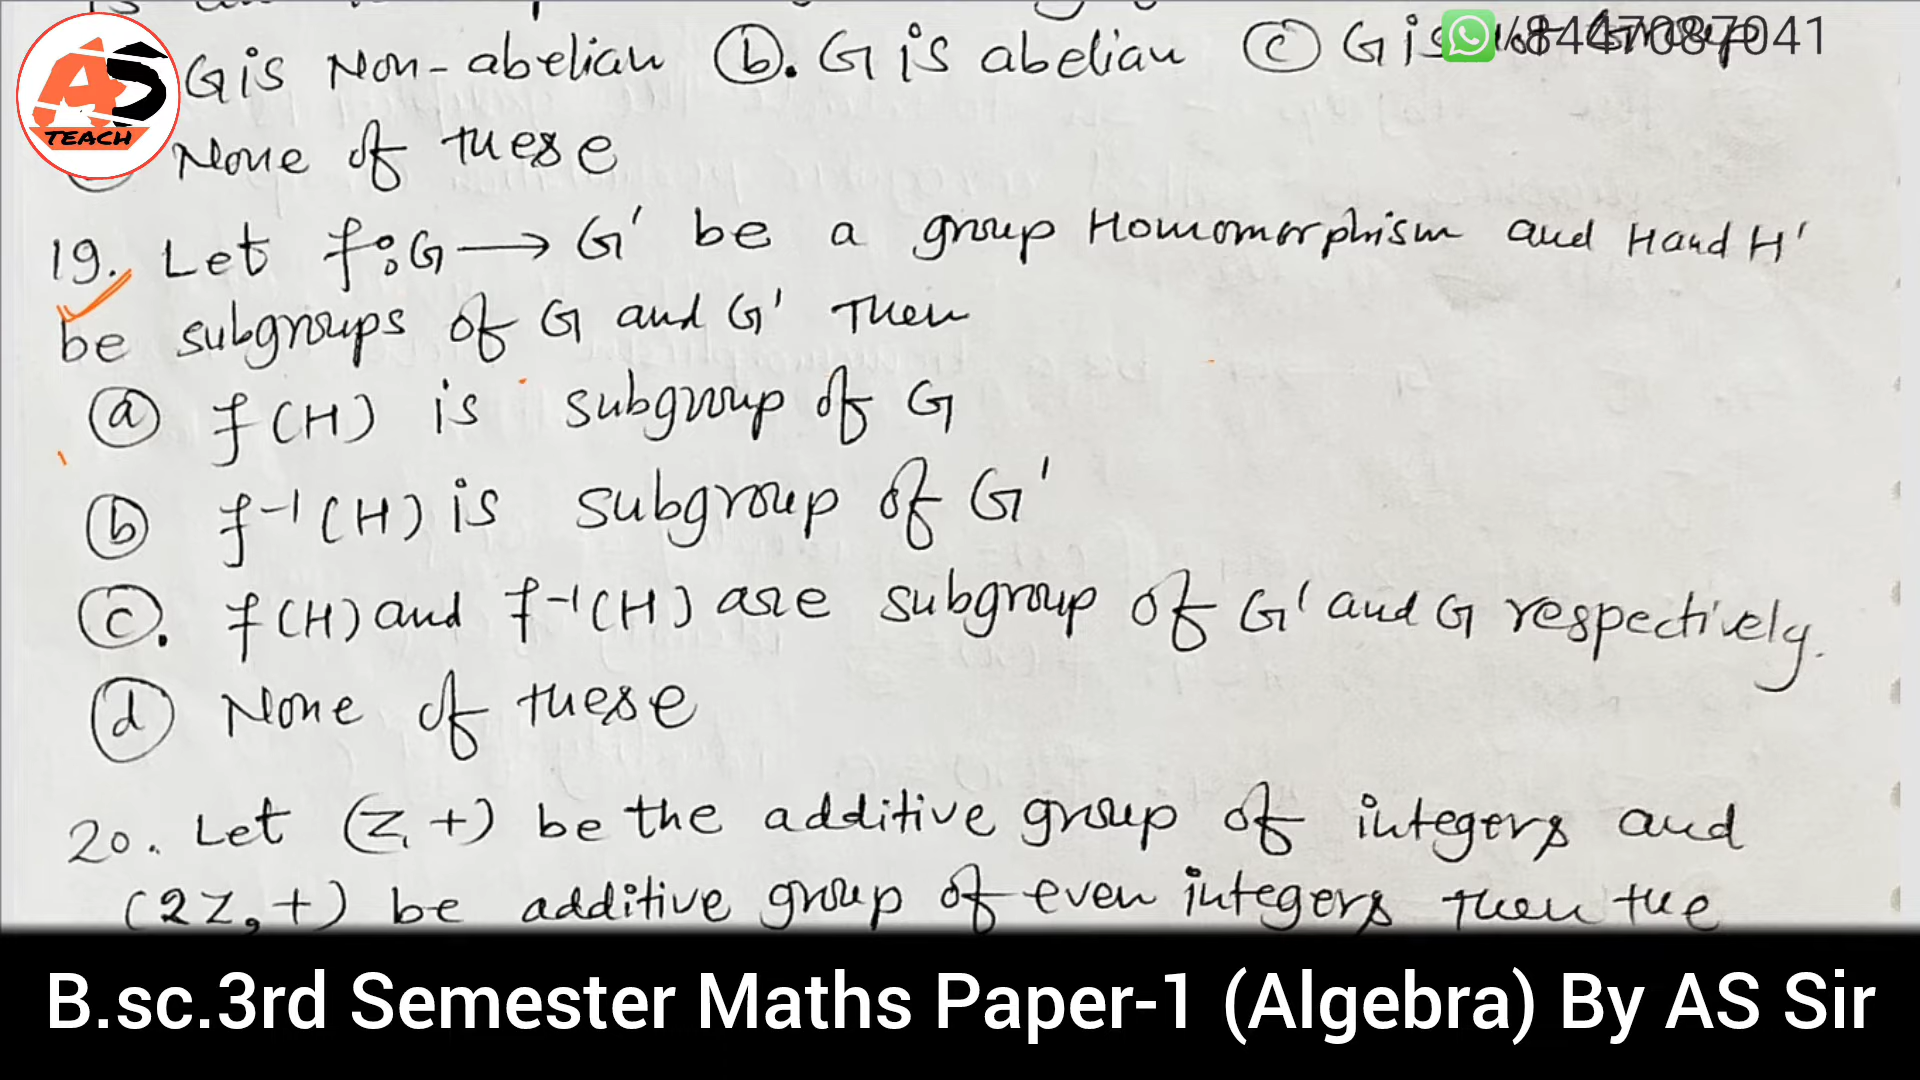 G is Non-abelian (b). G is abelian (c) G is
8447087041
AS
TEACH
None of these
19. Let f: G → G' be a group Homomorphism and H and H'
be subgroups of G and G' Then
(a) f(H) is subgroup of G
(b) f-1(H) is subgroup of G'
(c). f(H) and f-1(H) are subgroup of G' and G respectively.
(d) None of these
20. Let (Z, +) be the additive group of integers and
(2Z, +) be additive group of even integers Then the
B.sc.3rd Semester Maths Paper-1 (Algebra) By AS Sir